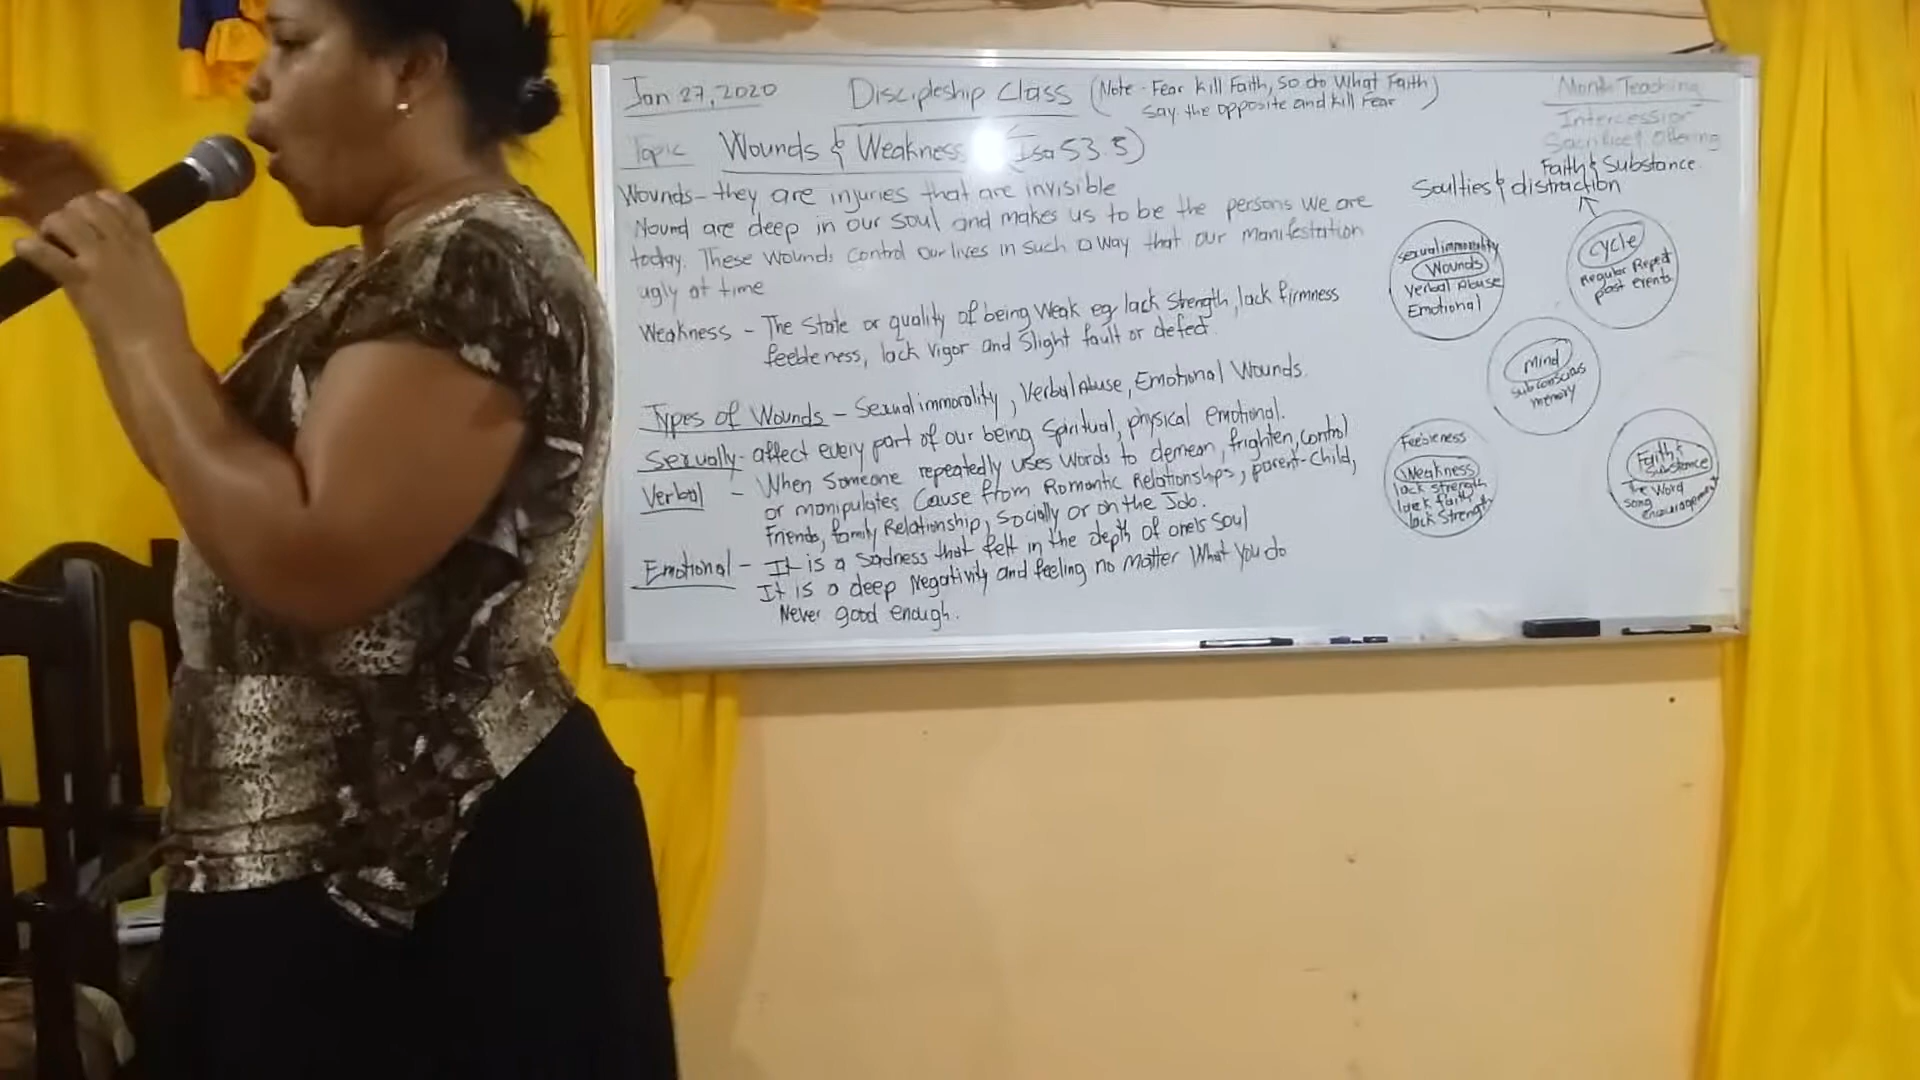 Jan 27, 2020
Discipleship Class
(Note - Fear kill Faith, So do What Faith)
Say the opposite and kill Fear
Topic
Wounds & Weakness (Isa 53.5)
Wounds - they are injuries that are invisible
Nound are deep in our soul and makes us to be the persons we are
today. These Wounds Control our lives in such a way that our manifestation
ugly at time
Weakness - The State or quality of being Weak eg lack Strength, lack firmness
feebleness, lack vigor and Slight fault or defect.
Types of Wounds - Sexual immorality, Verbal Abuse, Emotional Wounds.
Sexually - affect every part of our being Spiritual, physical emotional.
Verbal - When Someone repeatedly uses Words to demean, frighten, Control
or manipulates Cause from Romantic Relationships, parent-child,
Friends, family Relationship, Socially or on the Job.
Emotional - It is a Sadness that felt in the depth of one's Soul
It is a deep Negativity and feeling no matter What You do
Never good enough.
Month Teaching
Intercession
Sacrifice & Offering
Faith & Substance
Soulties & distraction
Sexual immorality
Wounds
Verbal Abuse
Emotional
Cycle
Regular Repeat
past events
Mind
Subconscious
memory
Feebleness
Weakness
lack strength
lack faith
lack Strength
Faith &
Substance
The Word
Song
encouragement